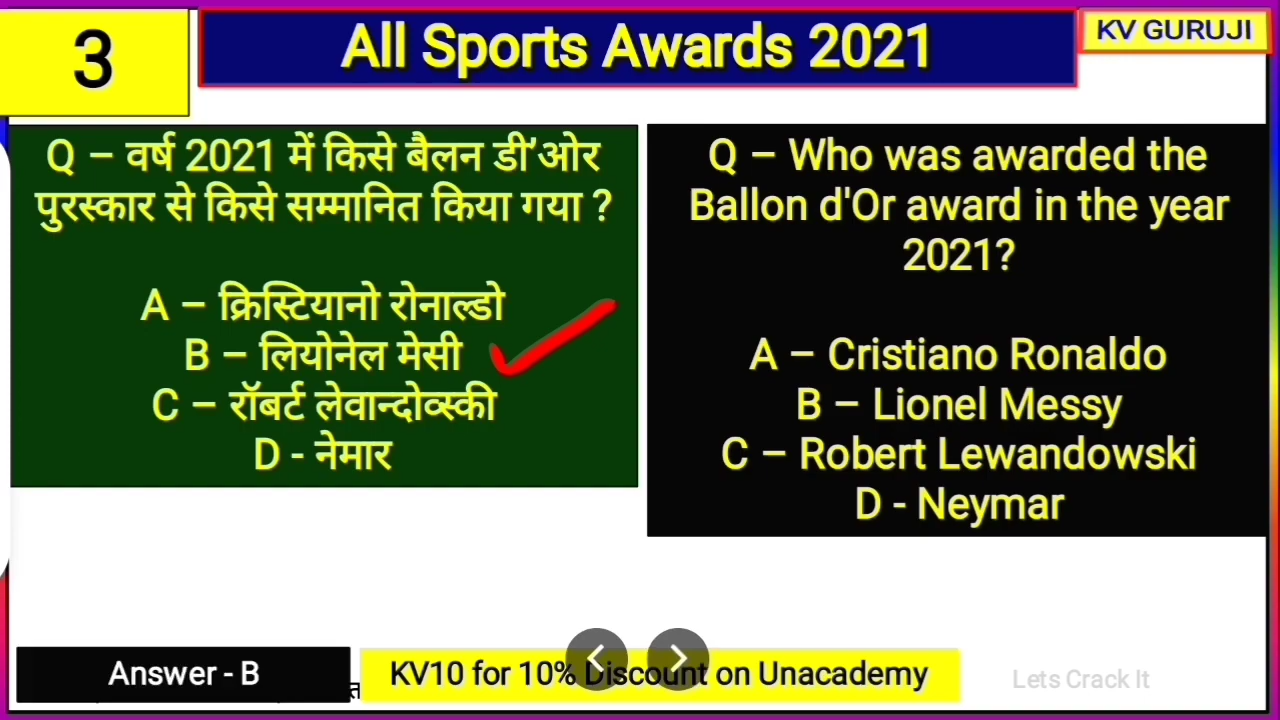 3
All Sports Awards 2021
KV GURUJI
Q – वर्ष 2021 में किसे बैलन डी'ओर
पुरस्कार से किसे सम्मानित किया गया ?
A – क्रिस्टियानो रोनाल्डो
B – लियोनेल मेसी
C – रॉबर्ट लेवान्दोव्स्की
D - नेमार
Q – Who was awarded the
Ballon d'Or award in the year
2021?
A – Cristiano Ronaldo
B – Lionel Messy
C – Robert Lewandowski
D - Neymar
Answer - B
KV10 for 10% Discount on Unacademy
Lets Crack It